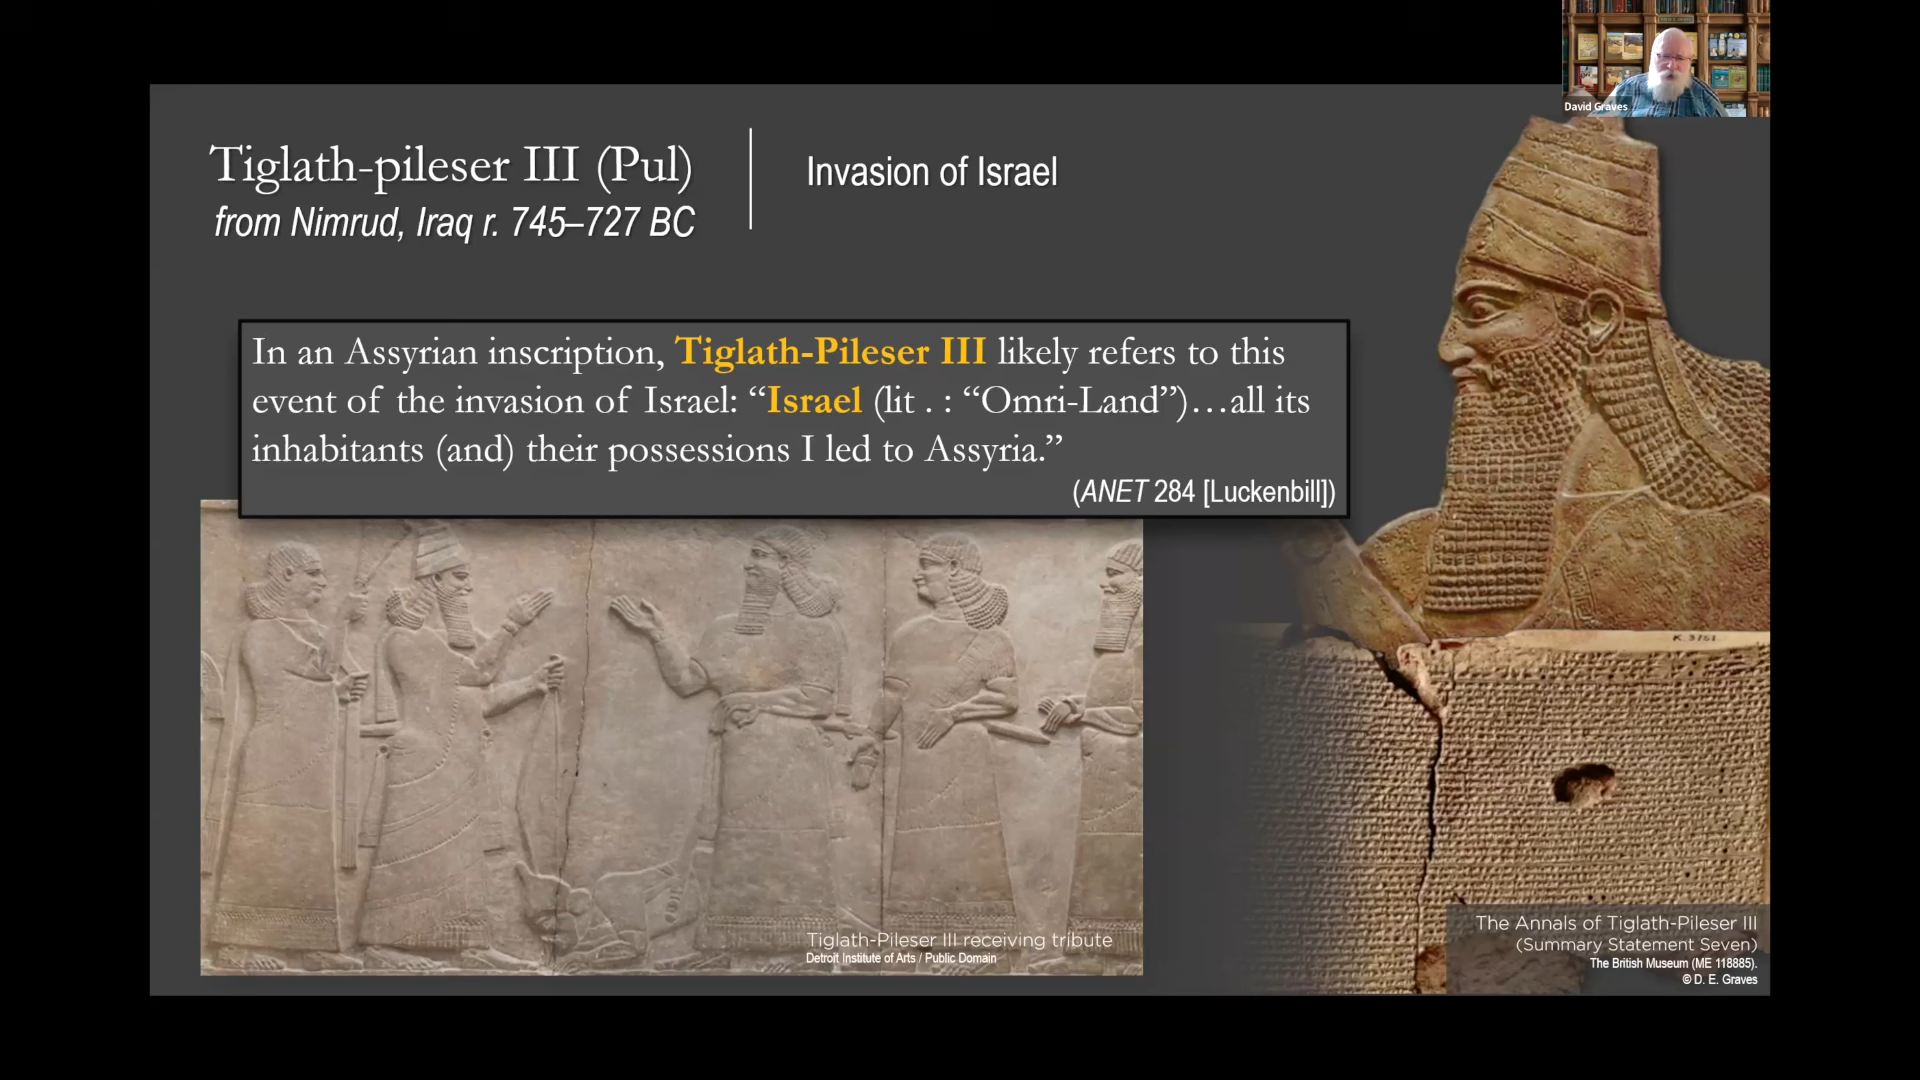 David Graves
Tiglath-pileser III (Pul)
from Nimrud, Iraq r. 745–727 BC
Invasion of Israel
In an Assyrian inscription, Tiglath-Pileser III likely refers to this
event of the invasion of Israel: “Israel (lit . : “Omri-Land”)…all its
inhabitants (and) their possessions I led to Assyria.”
(ANET 284 [Luckenbill])
K. 3751.
Tiglath-Pileser III receiving tribute
Detroit Institute of Arts / Public Domain
The Annals of Tiglath-Pileser III
(Summary Statement Seven)
The British Museum (ME 118885).
© D. E. Graves